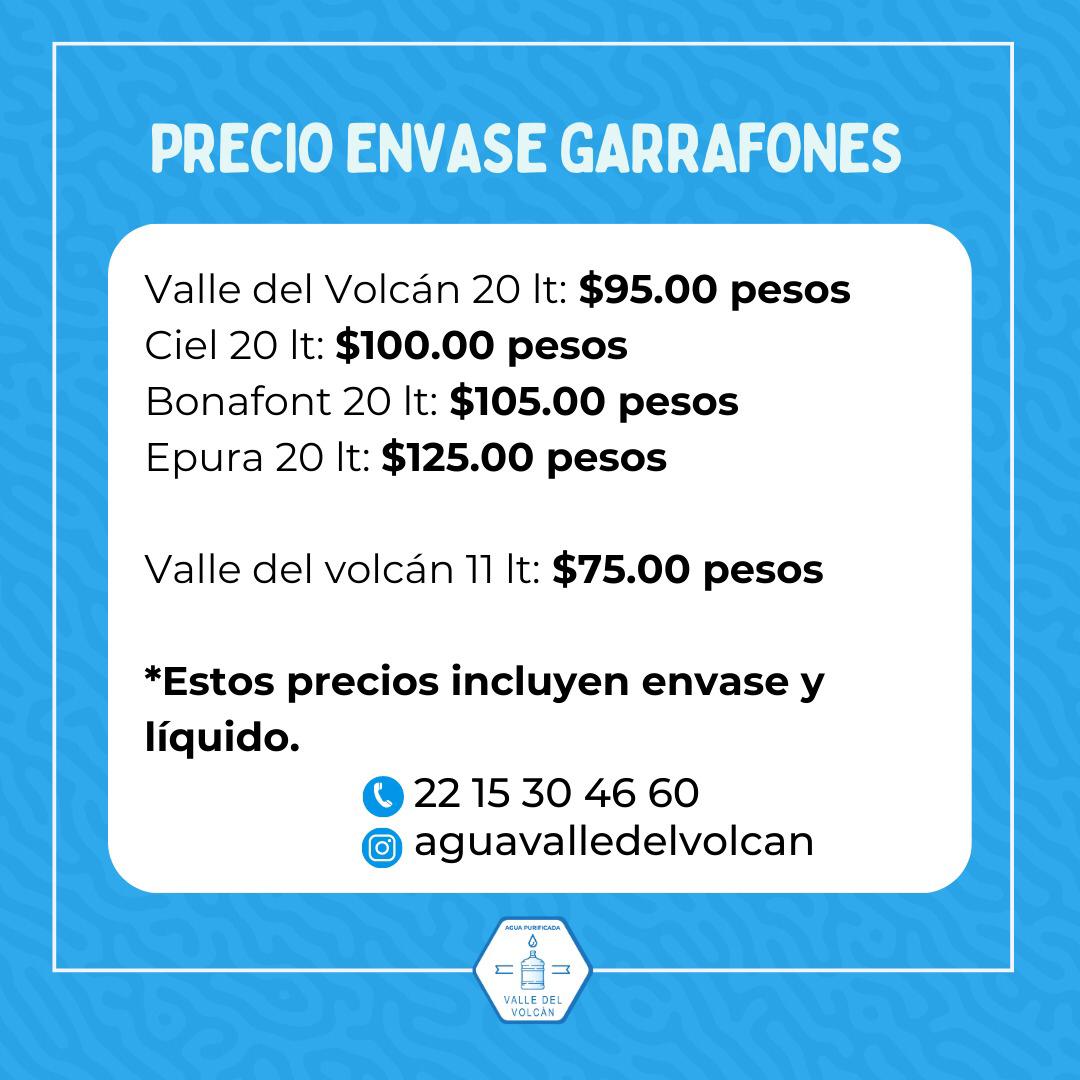 PRECIO ENVASE GARRAFONES
Valle del Volcán 20 lt: $95.00 pesos
Ciel 20 lt: $100.00 pesos
Bonafont 20 lt: $105.00 pesos
Epura 20 lt: $125.00 pesos
Valle del volcán 11 lt: $75.00 pesos
*Estos precios incluyen envase y
líquido.
22 15 30 46 60
aguavalledelvolcan
AGUA PURIFICADA
VALLE DEL
VOLCÀN